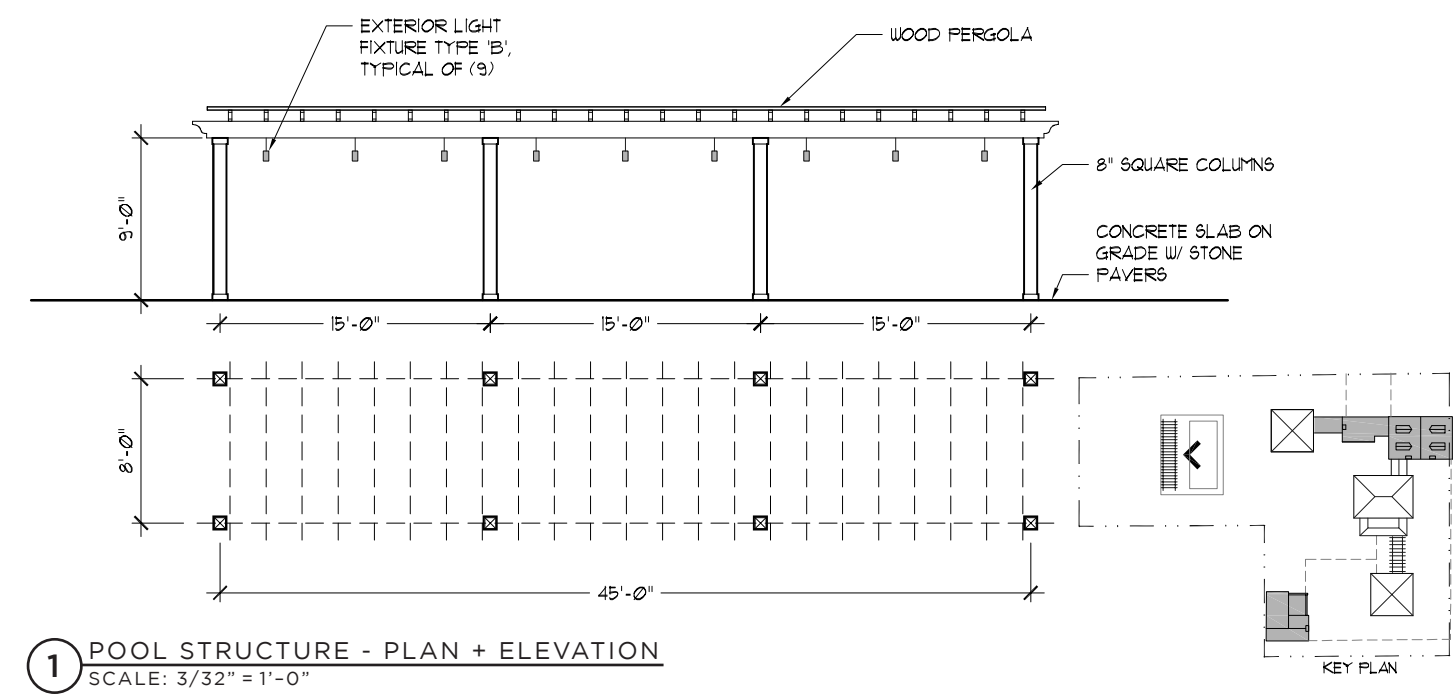 EXTERIOR LIGHT
FIXTURE TYPE 'B',
TYPICAL OF (9)
WOOD PERGOLA
8" SQUARE COLUMNS
CONCRETE SLAB ON
GRADE W/ STONE
PAVERS
9'-0"
15'-0"
15'-0"
15'-0"
8'-0"
45'-0"
KEY PLAN
1
POOL STRUCTURE - PLAN + ELEVATION
SCALE: 3/32” = 1’-0”